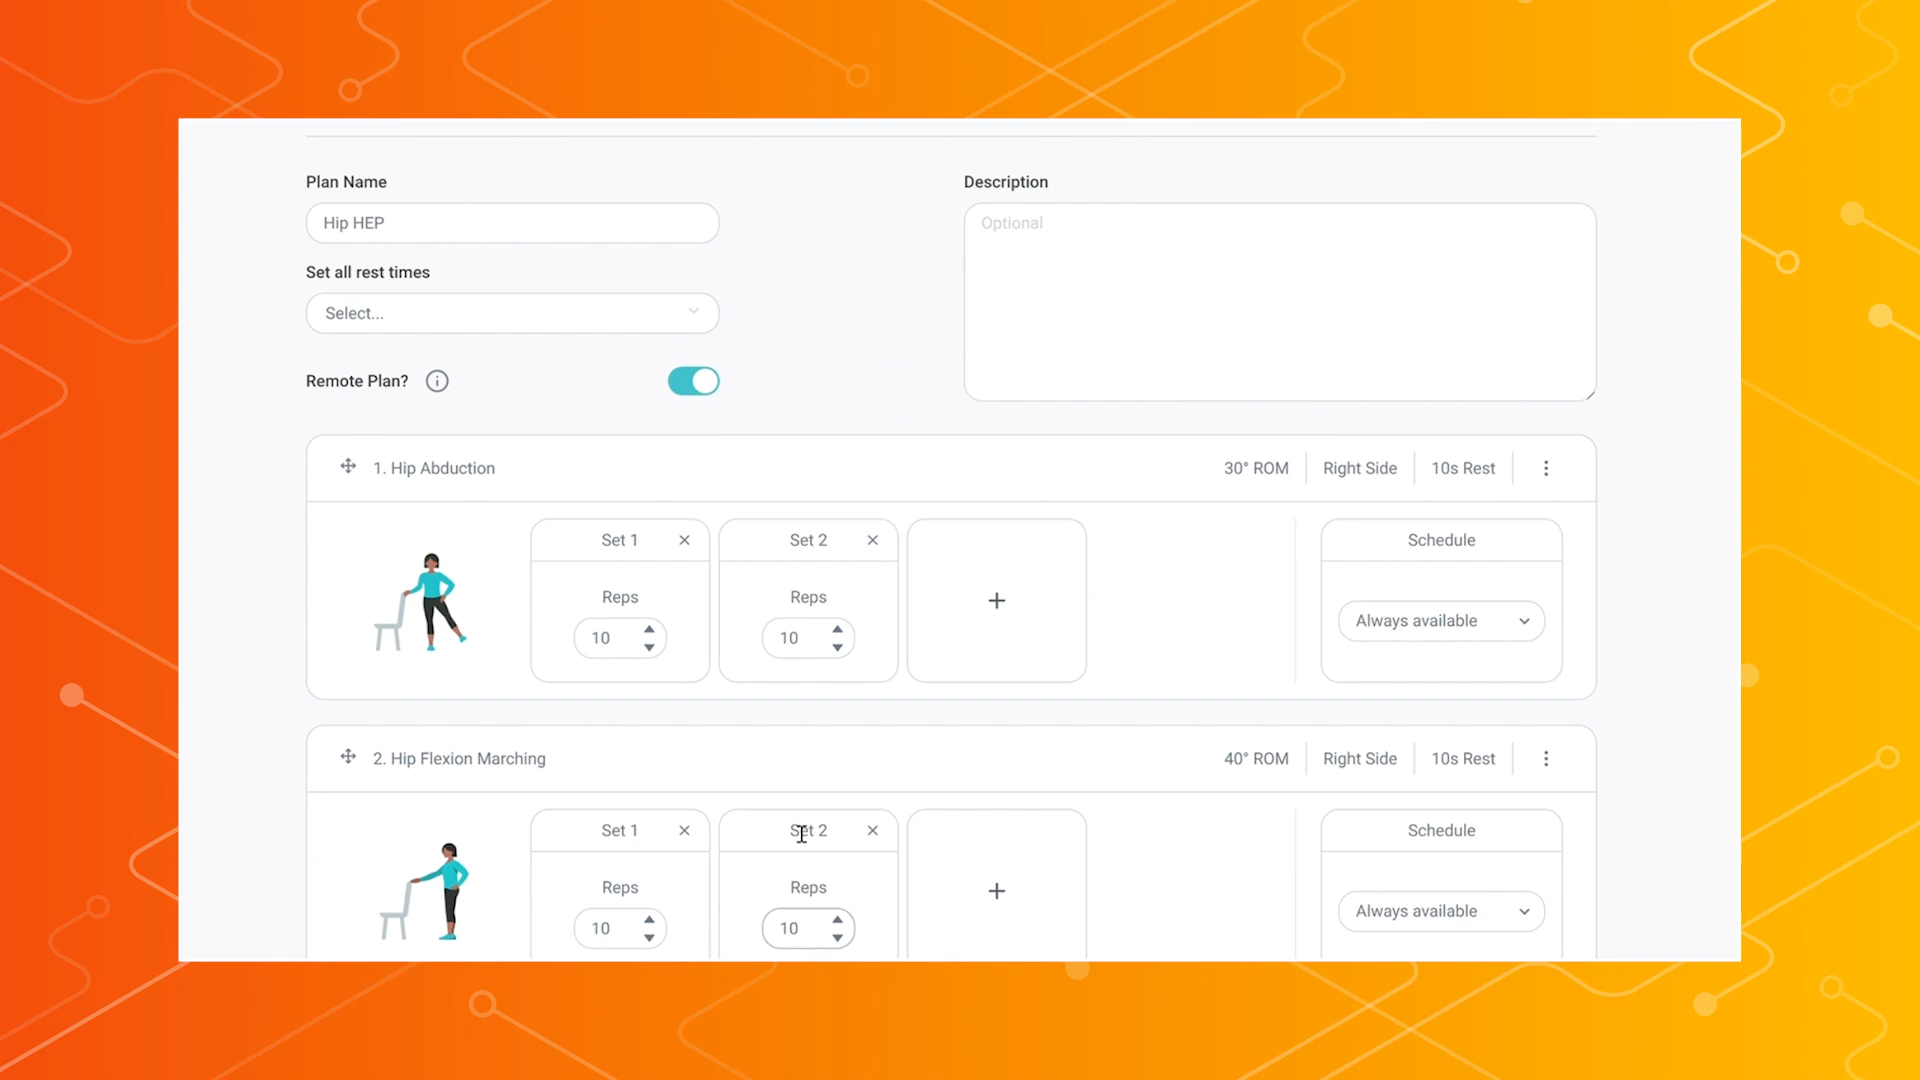 Plan Name
Description
Hip HEP
Optional
Set all rest times
Select...
Remote Plan?
1. Hip Abduction
30° ROM
Right Side
10s Rest
Set 1
Set 2
Schedule
Reps
Reps
10
10
Always available
2. Hip Flexion Marching
40° ROM
Right Side
10s Rest
Set 1
Set 2
Schedule
Reps
Reps
10
10
Always available